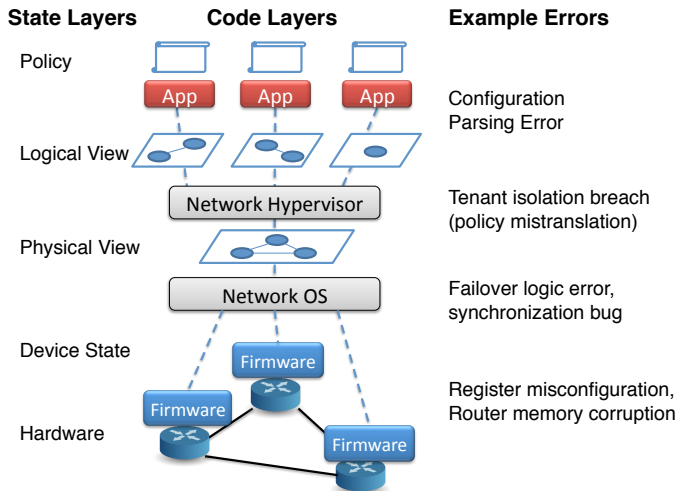 State Layers Code Layers Example Errors
Policy
App App App
Configuration
Parsing Error
Logical View
Network Hypervisor
Tenant isolation breach
(policy mistranslation)
Physical View
Network OS
Failover logic error,
synchronization bug
Device State
Firmware
Firmware
Register misconfiguration,
Router memory corruption
Hardware
Firmware